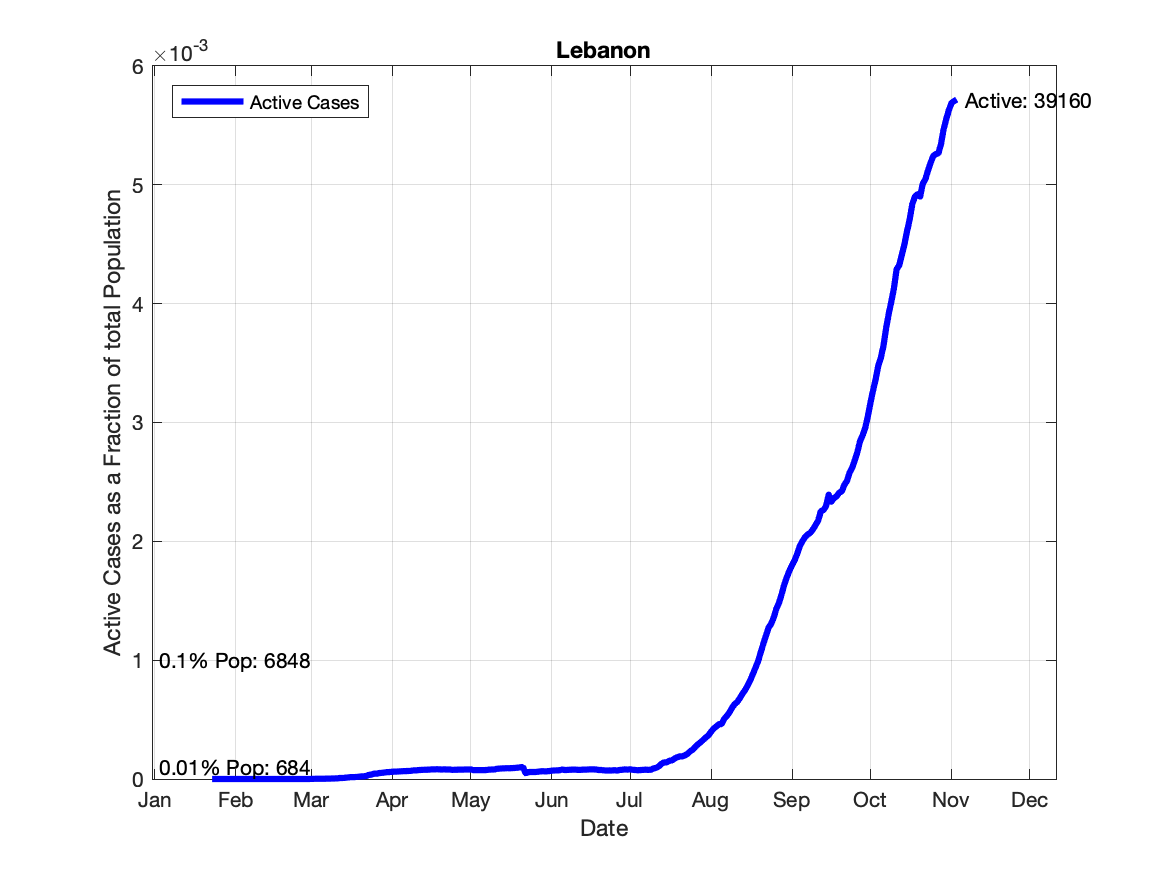 Lebanon
×10-3
6
5
4
3
2
1
0
Active Cases
Active: 39160
0.1% Pop: 6848
0.01% Pop: 684
Active Cases as a Fraction of total Population
Jan Feb Mar Apr May Jun Jul Aug Sep Oct Nov Dec
Date